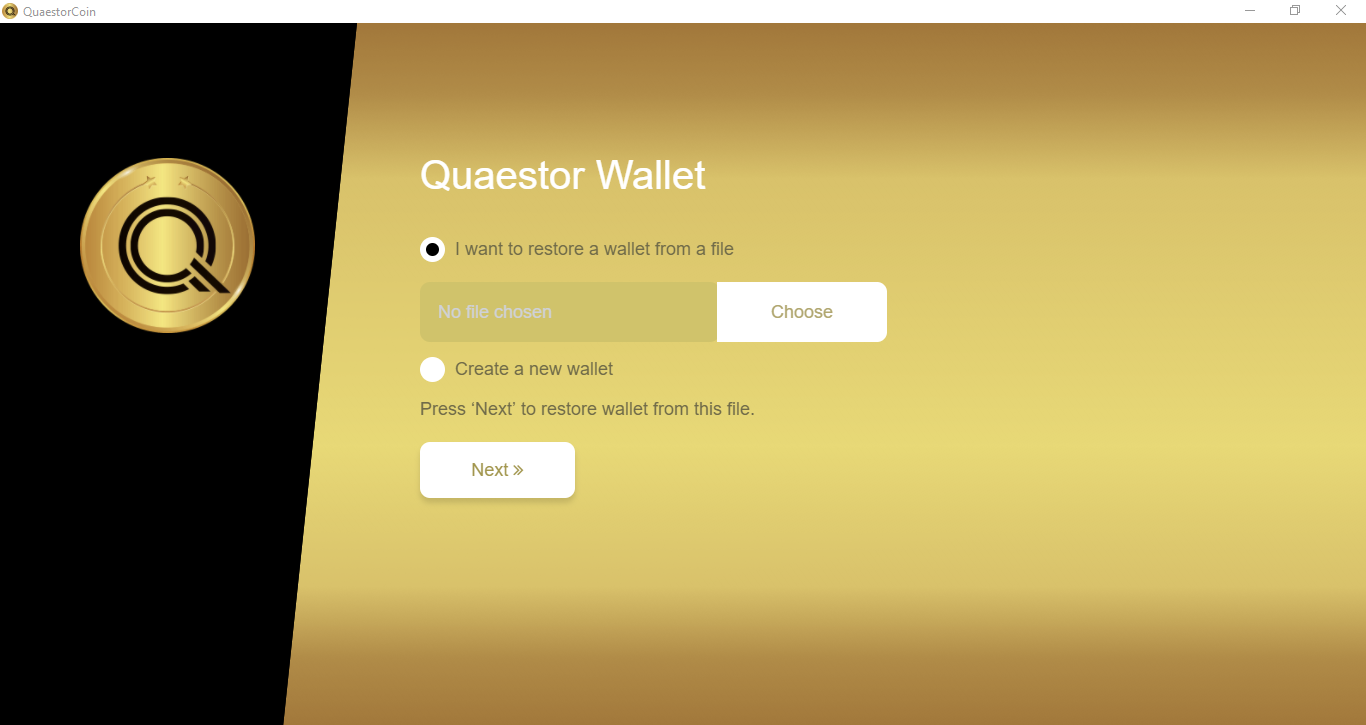 QuaestorCoin
Quaestor Wallet
I want to restore a wallet from a file
No file chosen
Choose
Create a new wallet
Press ‘Next’ to restore wallet from this file.
Next »